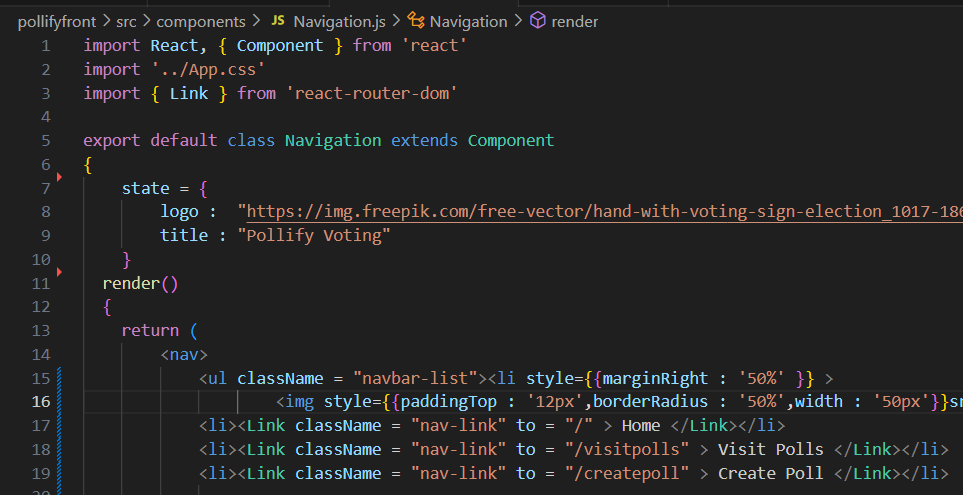 pollifyfront > src > components > JS Navigation.js > Navigation > render
1 import React, { Component } from 'react'
2 import '../App.css'
3 import { Link } from 'react-router-dom'
4
5 export default class Navigation extends Component
6 {
7 state = {
8 logo :  "https://img.freepik.com/free-vector/hand-with-voting-sign-election_1017-186
9 title : "Pollify Voting"
10 }
11 render()
12 {
13 return (
14 <nav>
15 <ul className = "navbar-list"><li style={{marginRight : '50%' }} >
16 <img style={{paddingTop : '12px',borderRadius : '50%',width : '50px'}}sr
17 <li><Link className = "nav-link" to = "/" > Home </Link></li>
18 <li><Link className = "nav-link" to = "/visitpolls" > Visit Polls </Link></li>
19 <li><Link className = "nav-link" to = "/createpoll" > Create Poll </Link></li>